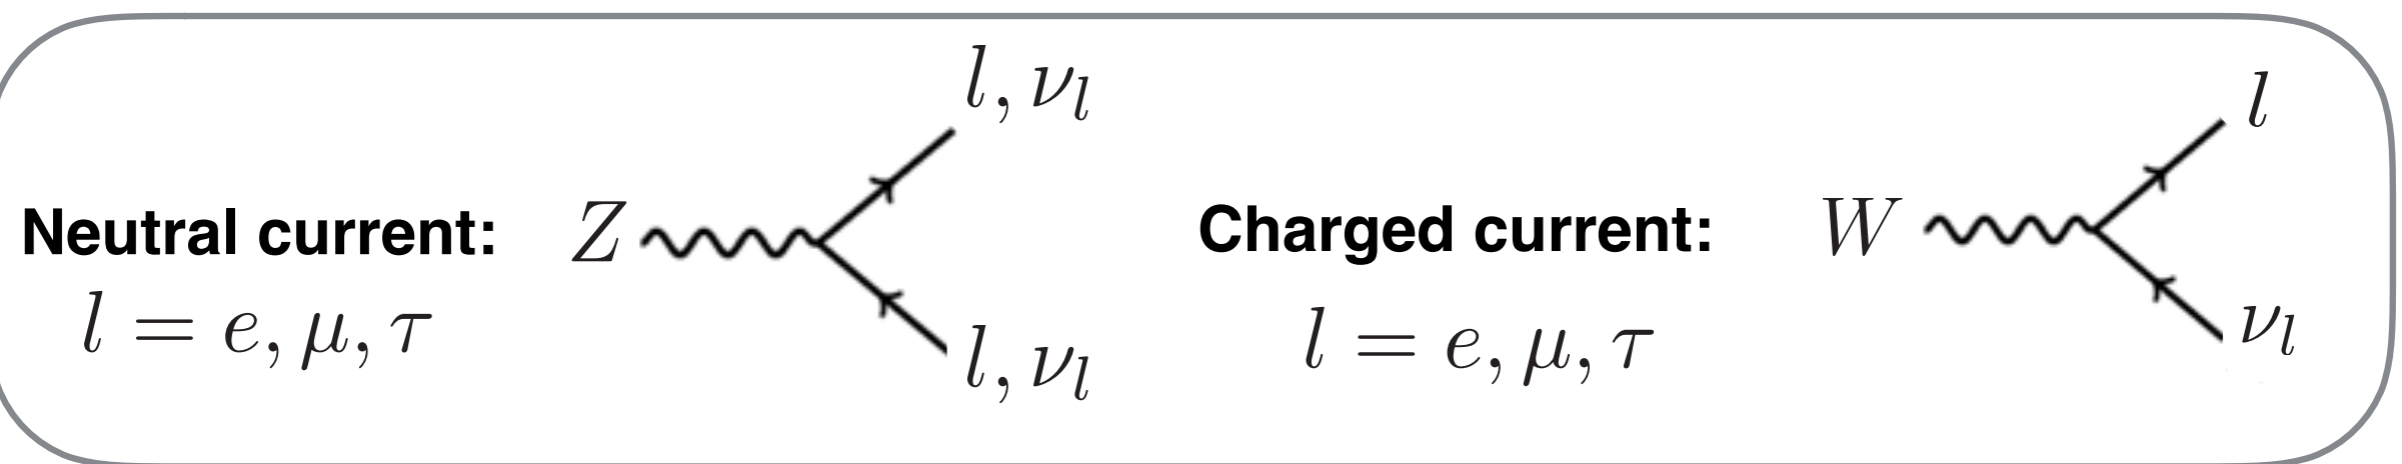 l, ν_l
Neutral current: Z
l = e, μ, τ
l, ν_l
l
Charged current: W
l = e, μ, τ
ν_l